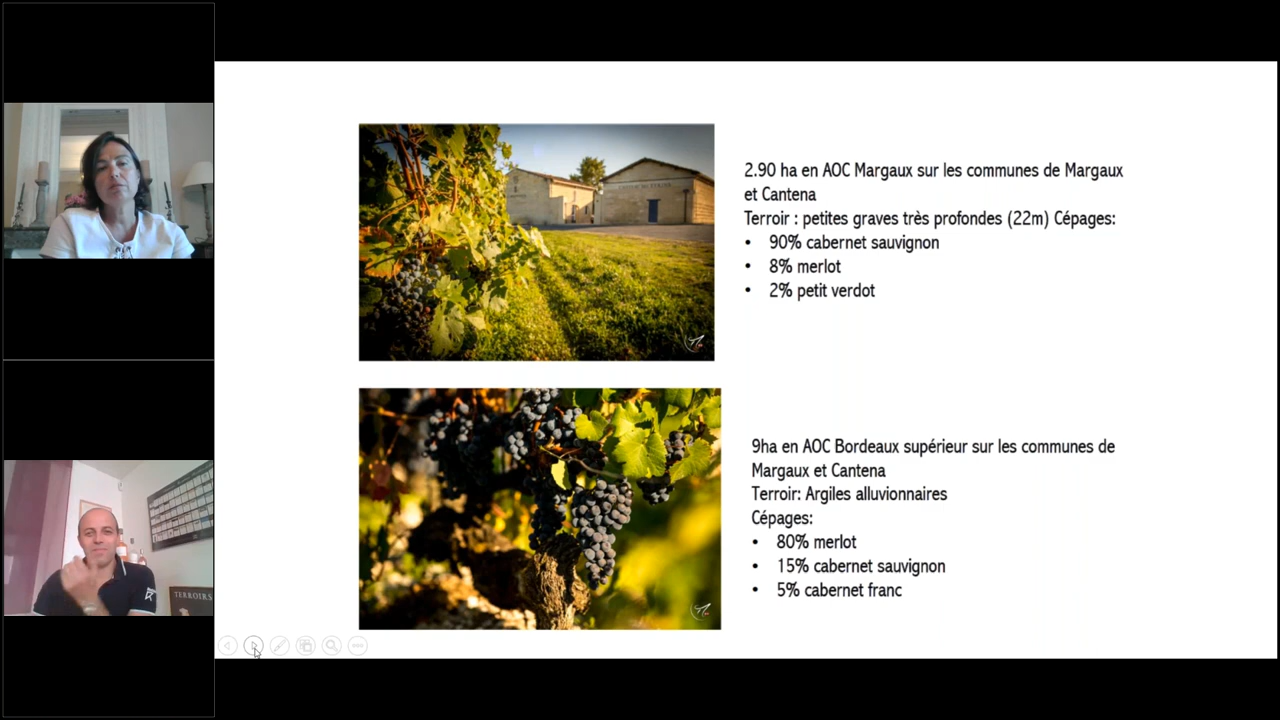 2.90 ha en AOC Margaux sur les communes de Margaux
et Cantena
Terroir : petites graves très profondes (22m) Cépages:
• 90% cabernet sauvignon
• 8% merlot
• 2% petit verdot
9ha en AOC Bordeaux supérieur sur les communes de
Margaux et Cantena
Terroir: Argiles alluvionnaires
Cépages:
• 80% merlot
• 15% cabernet sauvignon
• 5% cabernet franc
TERROIRS